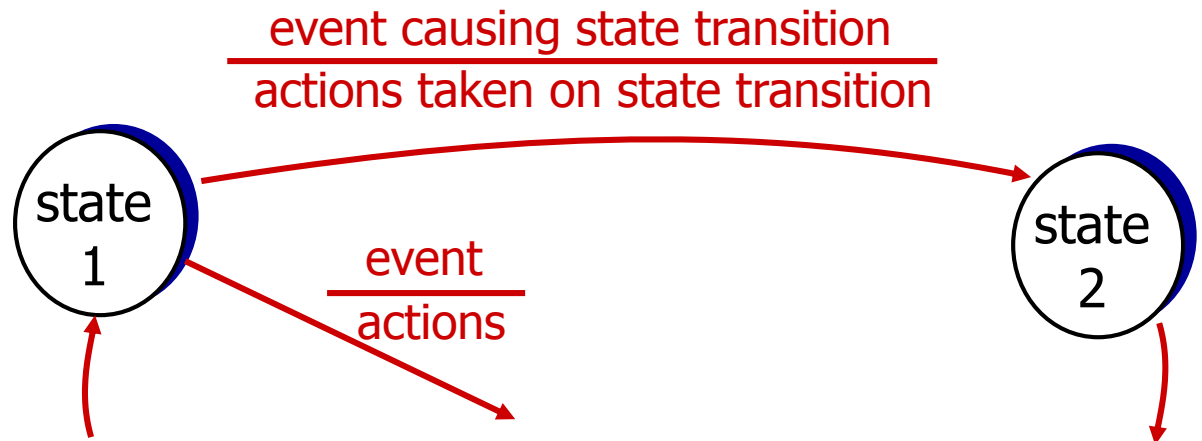 event causing state transition
actions taken on state transition
state
1
state
2
event
actions